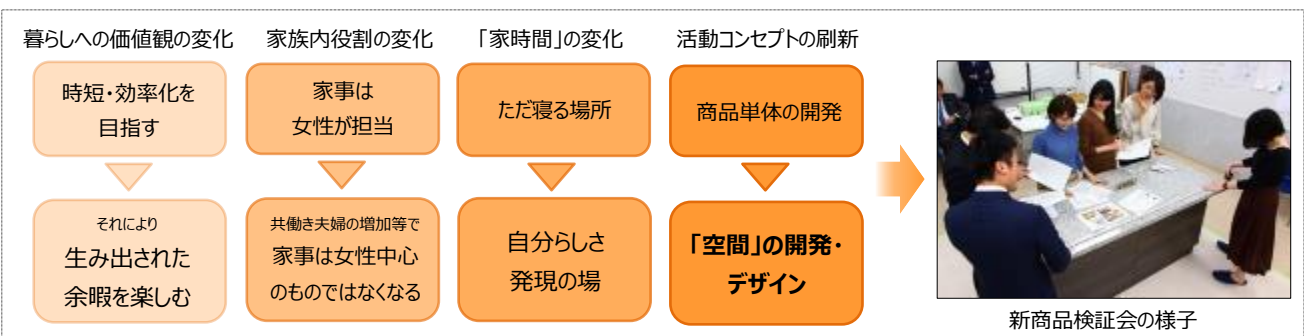 暮らしへの価値観の変化
時短・効率化を
目指す
それにより
生み出された
余暇を楽しむ
家族内役割の変化
家事は
女性が担当
共働き夫婦の増加等で
家事は女性中心
のものではなくなる
「家時間」の変化
ただ寝る場所
自分らしさ
発現の場
活動コンセプトの刷新
商品単体の開発
「空間」の開発・
デザイン
新商品検証会の様子